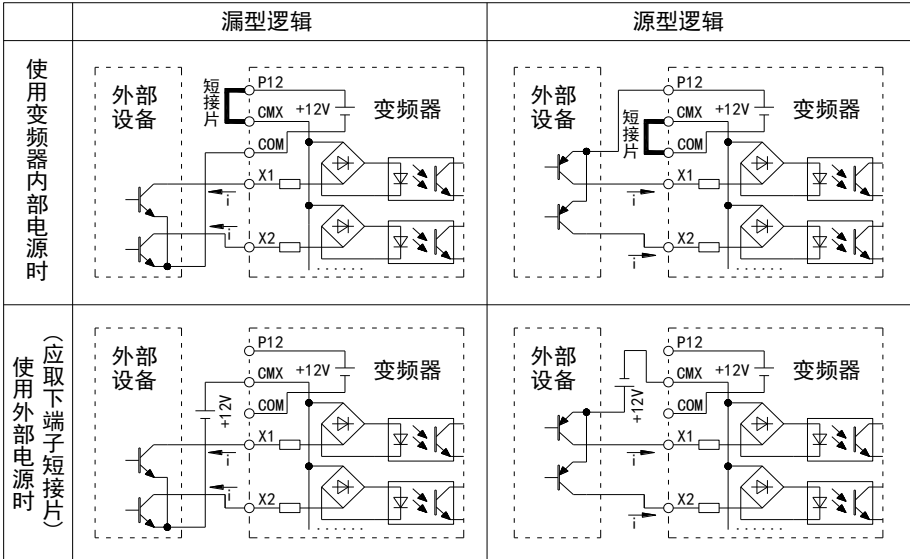 漏型逻辑
源型逻辑
使用变频器内部电源时
外部
设备
短接片
P12
CMX
+12V
变频器
COM
X1
i
i
X2
......
外部
设备
P12
CMX
+12V
变频器
短接片
COM
X1
i
X2
i
......
使用外部电源时
(应取下端子短接片)
外部
设备
P12
CMX
+12V
变频器
+12V
COM
X1
i
i
X2
......
外部
设备
P12
CMX
+12V
变频器
+12V
COM
X1
i
X2
i
......